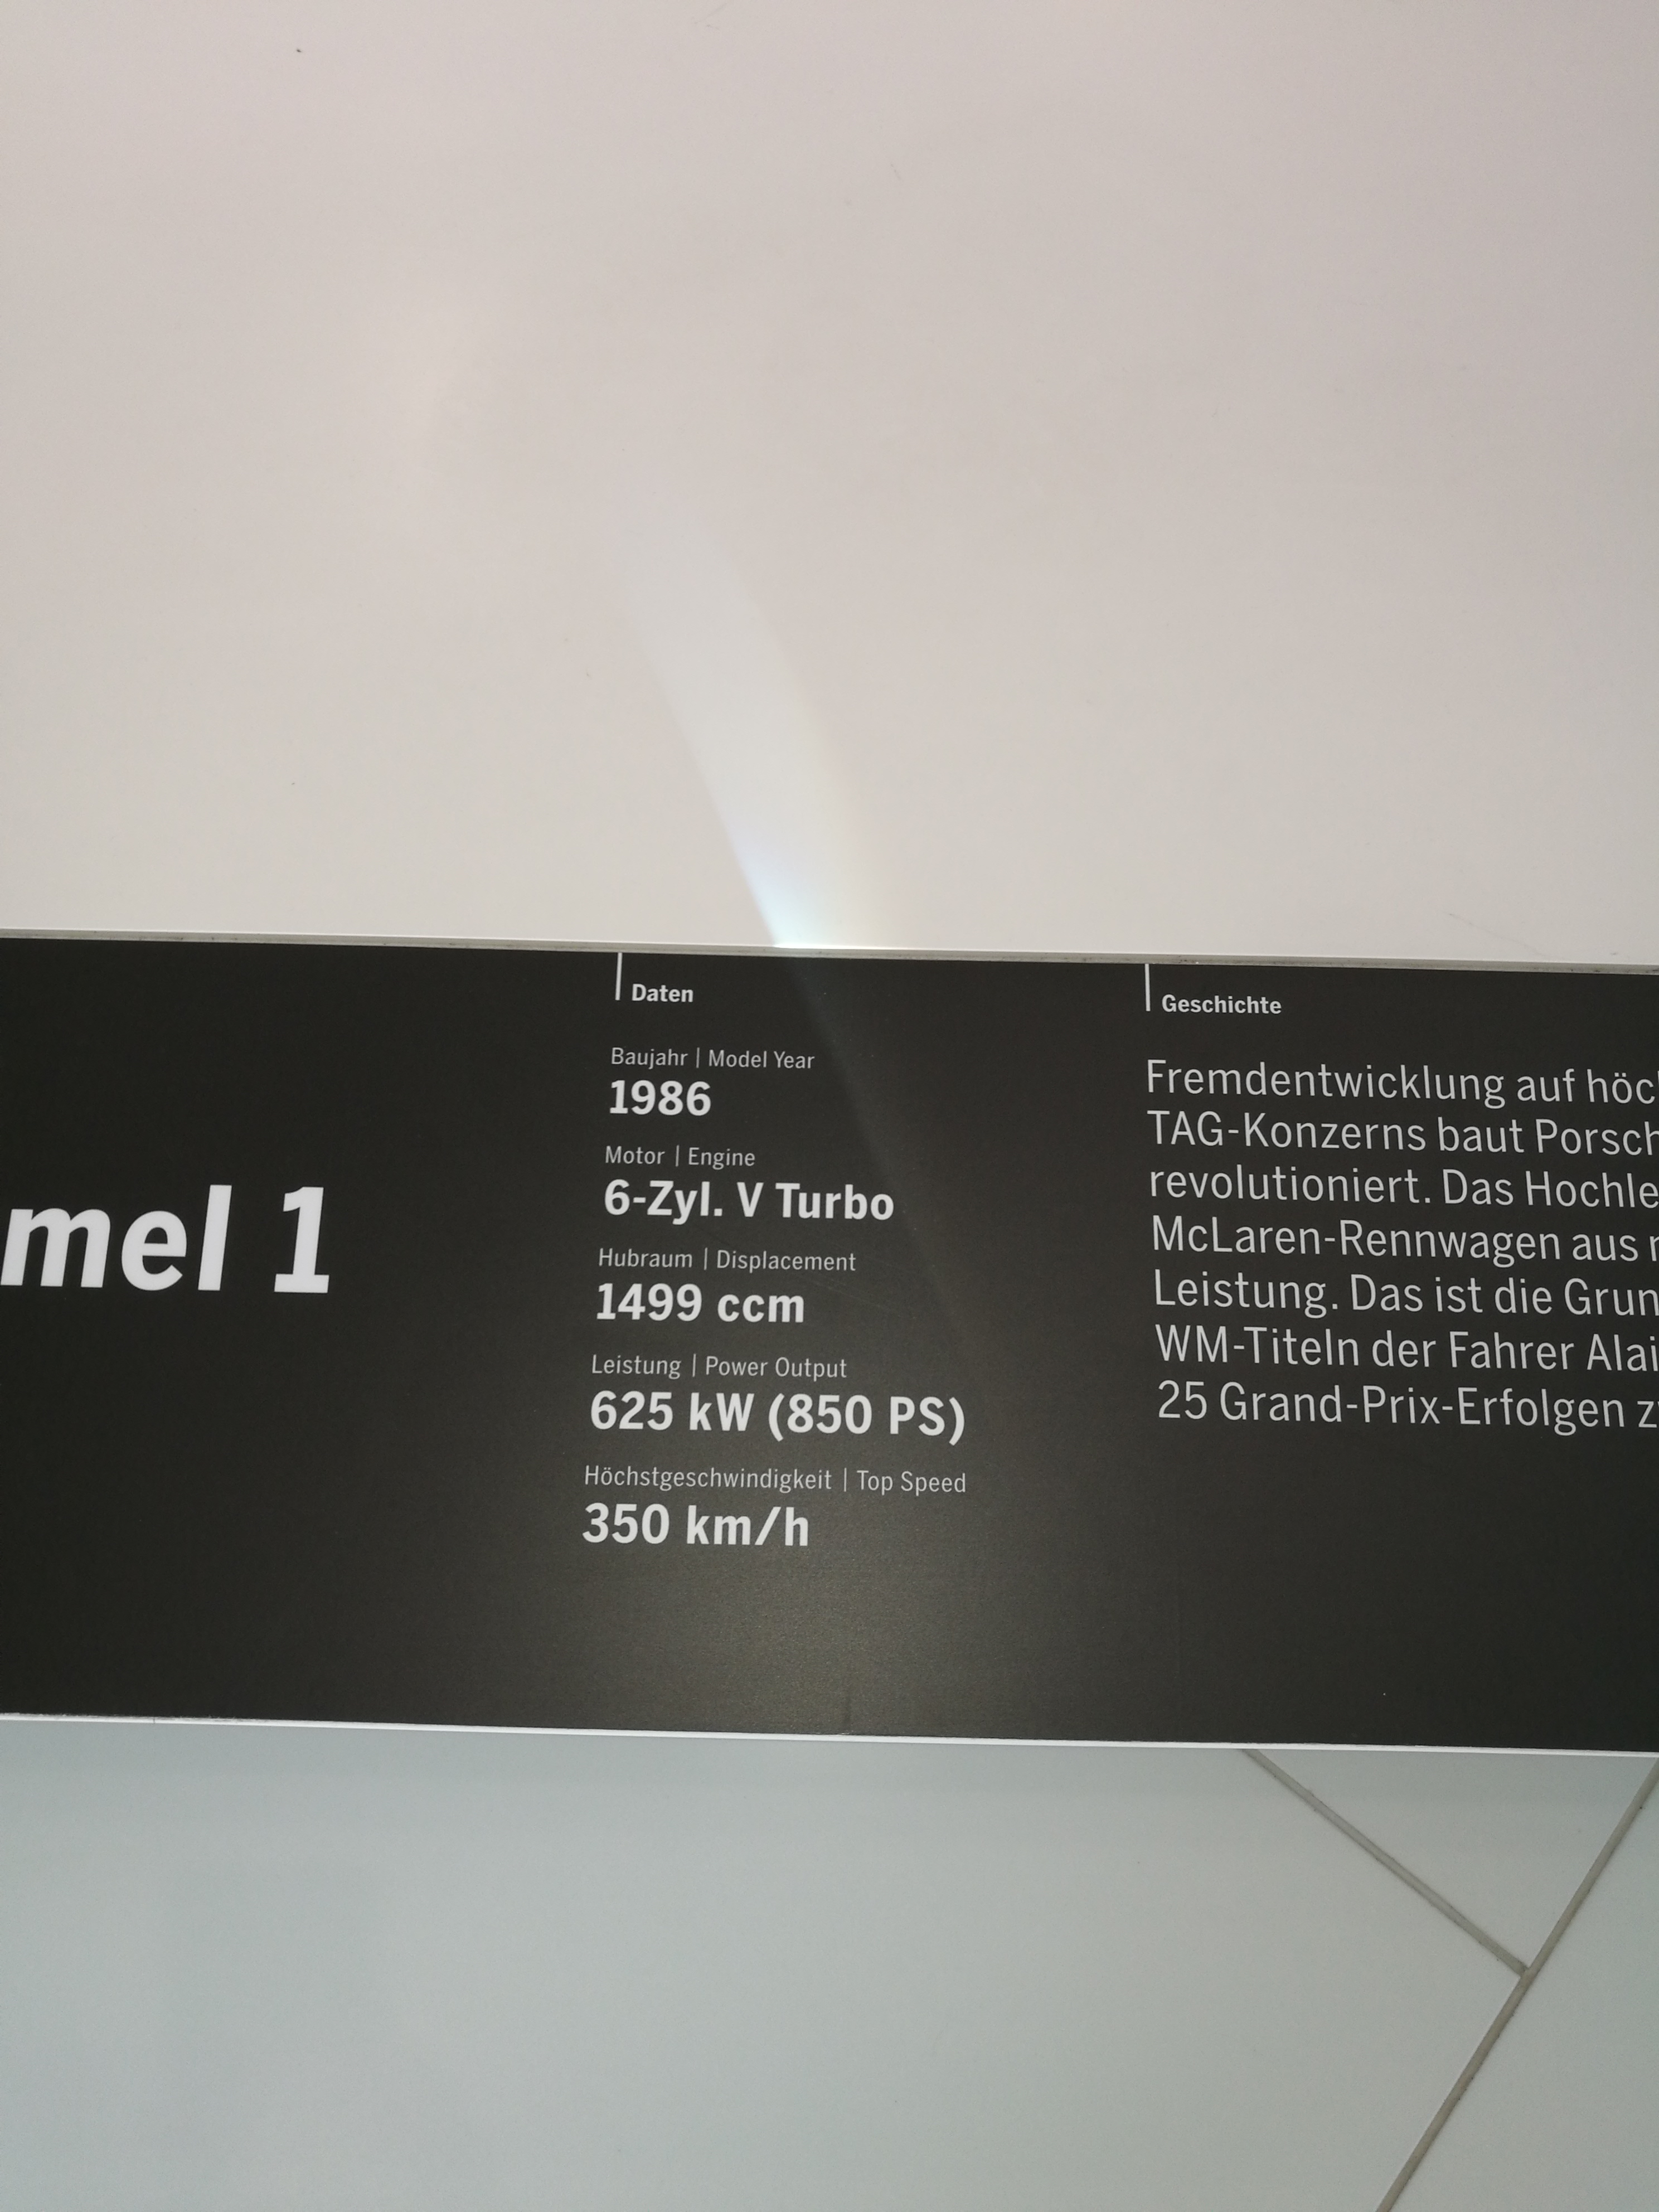 mel 1
Daten
Baujahr | Model Year
1986
Motor | Engine
6-Zyl. V Turbo
Hubraum | Displacement
1499 ccm
Leistung | Power Output
625 kW (850 PS)
Höchstgeschwindigkeit | Top Speed
350 km/h
Geschichte
Fremdentwicklung auf höc
TAG-Konzerns baut Porsch
revolutioniert. Das Hochle
McLaren-Rennwagen aus
Leistung. Das ist die Grun
WM-Titeln der Fahrer Alai
25 Grand-Prix-Erfolgen z